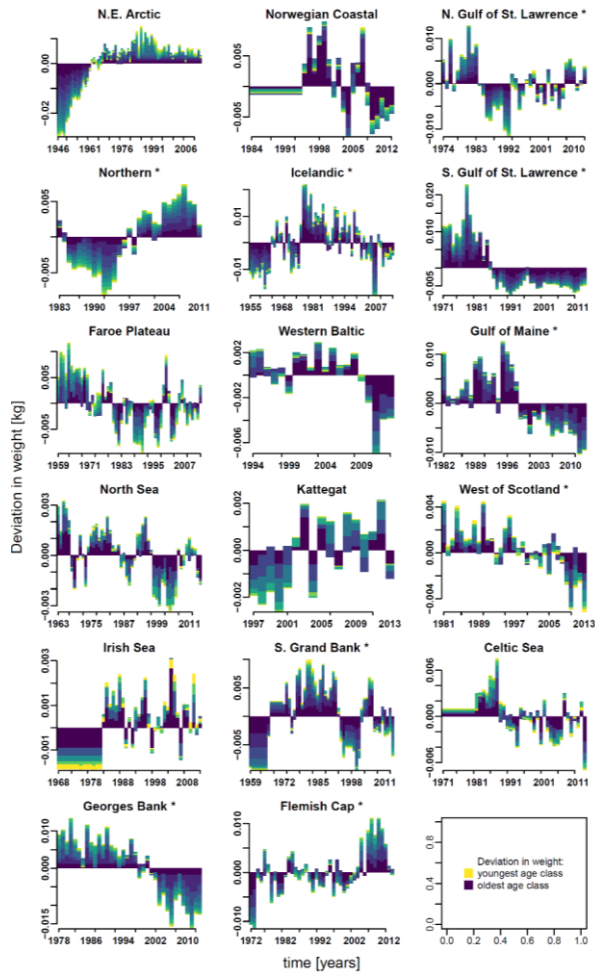 N.E. Arctic
Norwegian Coastal
N. Gulf of St. Lawrence *
0.00
-0.2
1946 1961 1976 1991 2006
0.005
-0.005
1984 1988 1992 1996 2000 2004 2008 2012
0.010
0.000
-0.010
1974 1983 1992 2002 2012
Northern *
Icelandic *
S. Gulf of St. Lawrence *
0.005
-0.005
1983 1990 1997 2004 2011
0.01
-0.01
1955 1968 1981 1994 2007
0.020
0.010
-0.005
1971 1981 1991 2001 2011
Faroe Plateau
Western Baltic
Gulf of Maine *
0.005
-0.005
1959 1971 1983 1995 2007
0.002
-0.002
-0.006
1994 1999 2004 2009
0.010
0.000
-0.010
1982 1989 1996 2003 2010
Deviation in weight [kg]
North Sea
Kattegat
West of Scotland *
0.003
0.000
-0.003
1963 1975 1988 2001 2013
0.002
0.000
-0.002
1997 2001 2005 2009 2013
0.004
0.000
-0.004
1981 1989 1997 2005 2013
Irish Sea
S. Grand Bank *
Celtic Sea
0.003
0.001
-0.001
1968 1978 1988 1998 2008
0.005
-0.005
1959 1972 1985 1998 2011
0.006
0.000
-0.006
1971 1981 1991 2001 2011
Georges Bank *
Flemish Cap *
0.010
0.000
-0.015
1978 1986 1994 2002 2010
0.010
0.000
-0.010
1972 1982 1992 2002 2012
0.0 0.4 0.8
Deviation in weight:
youngest age class
oldest age class
0.0 0.2 0.4 0.6 0.8 1.0
time [years]